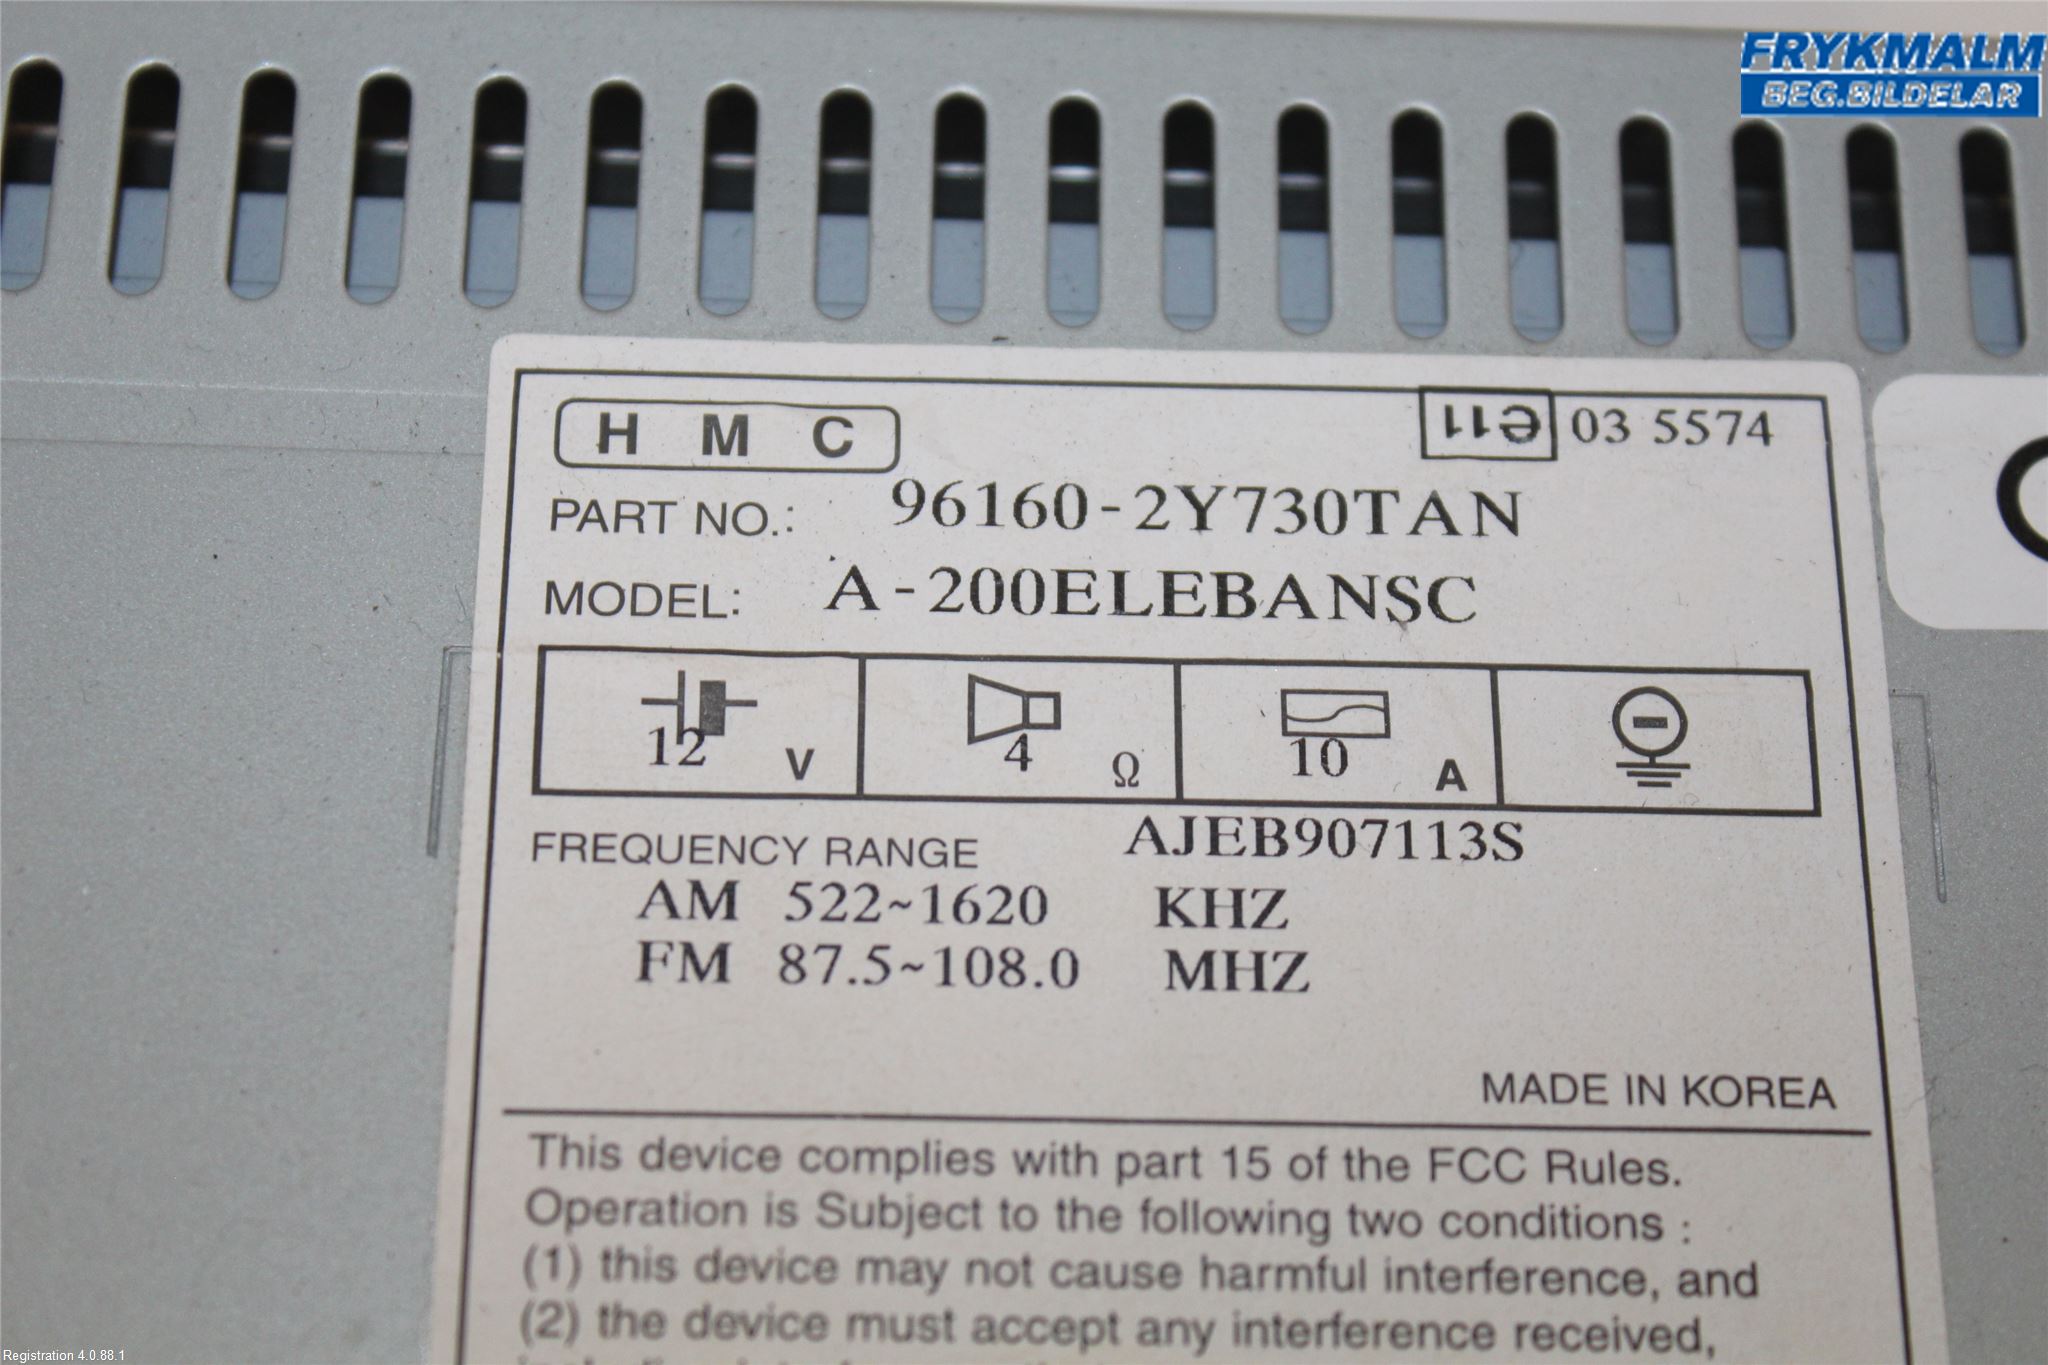 FRYKMALM
BEG.BILDELAR
H M C
e11 03 5574
PART NO.: 96160-2Y730TAN
MODEL: A-200ELEBANSC
12 V
4 Ω
10 A
FREQUENCY RANGE AJEB907113S
AM 522~1620 KHZ
FM 87.5~108.0 MHZ
MADE IN KOREA
This device complies with part 15 of the FCC Rules.
Operation is Subject to the following two conditions :
(1) this device may not cause harmful interference, and
(2) the device must accept any interference received,
Registration 4.0.88.1